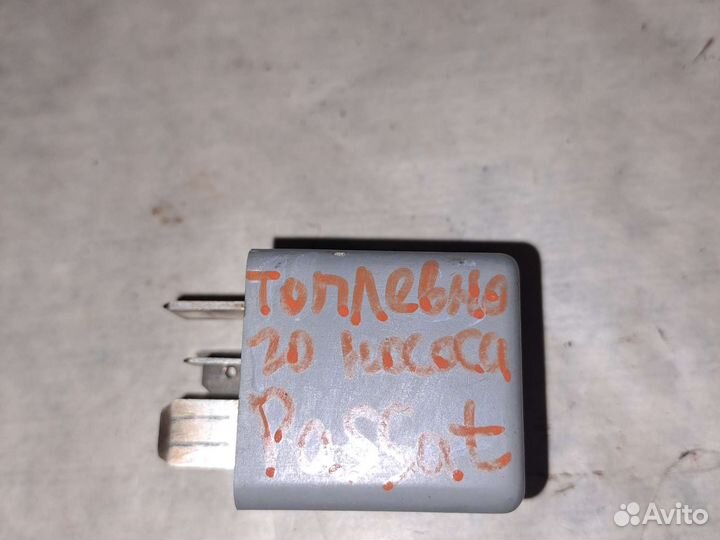 топлевно
го насоса
Passat
Avito